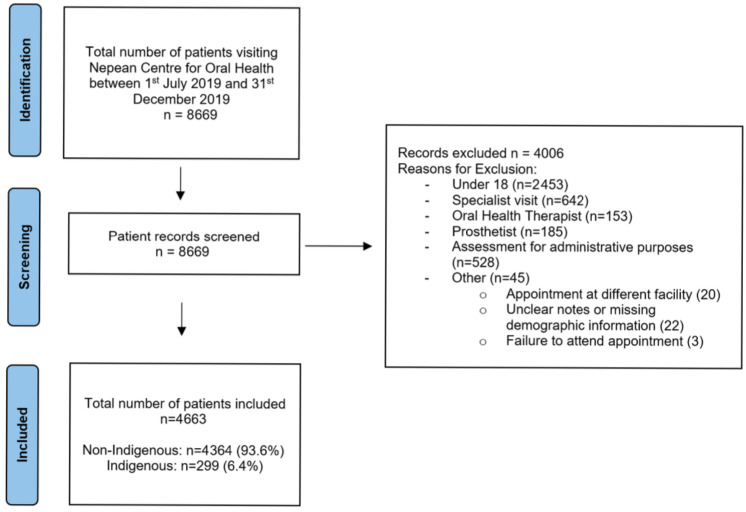 Identification
Total number of patients visiting
Nepean Centre for Oral Health
between 1st July 2019 and 31st
December 2019
n = 8669
Screening
Patient records screened
n = 8669
Records excluded n = 4006
Reasons for Exclusion:
- Under 18 (n=2453)
- Specialist visit (n=642)
- Oral Health Therapist (n=153)
- Prosthetist (n=185)
- Assessment for administrative purposes
(n=528)
- Other (n=45)
o Appointment at different facility (20)
o Unclear notes or missing
demographic information (22)
o Failure to attend appointment (3)
Included
Total number of patients included
n=4663
Non-Indigenous: n=4364 (93.6%)
Indigenous: n=299 (6.4%)